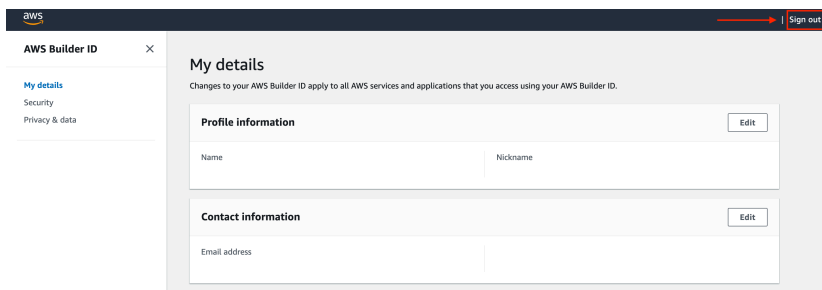 aws
| Sign out
AWS Builder ID
My details
Security
Privacy & data
My details
Changes to your AWS Builder ID apply to all AWS services and applications that you access using your AWS Builder ID.
Profile information
Edit
Name
Nickname
Contact information
Edit
Email address